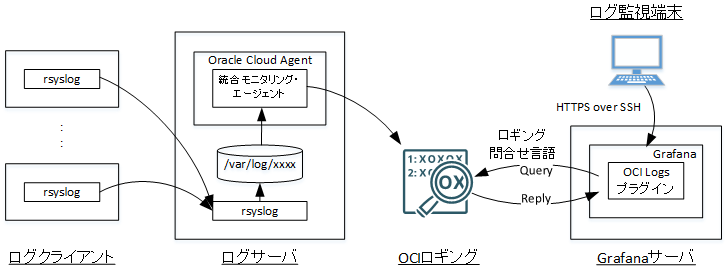 ログ監視端末
Oracle Cloud Agent
統合モニタリング・
エージェント
rsyslog
:
:
rsyslog
/var/log/xxxx
rsyslog
HTTPS over SSH
ロギング
問合せ言語
Query
Reply
1:XOXOX
2:XO
OX
Grafana
OCI Logs
プラグイン
ログクライアント
ログサーバ
OCIロギング
Grafanaサーバ